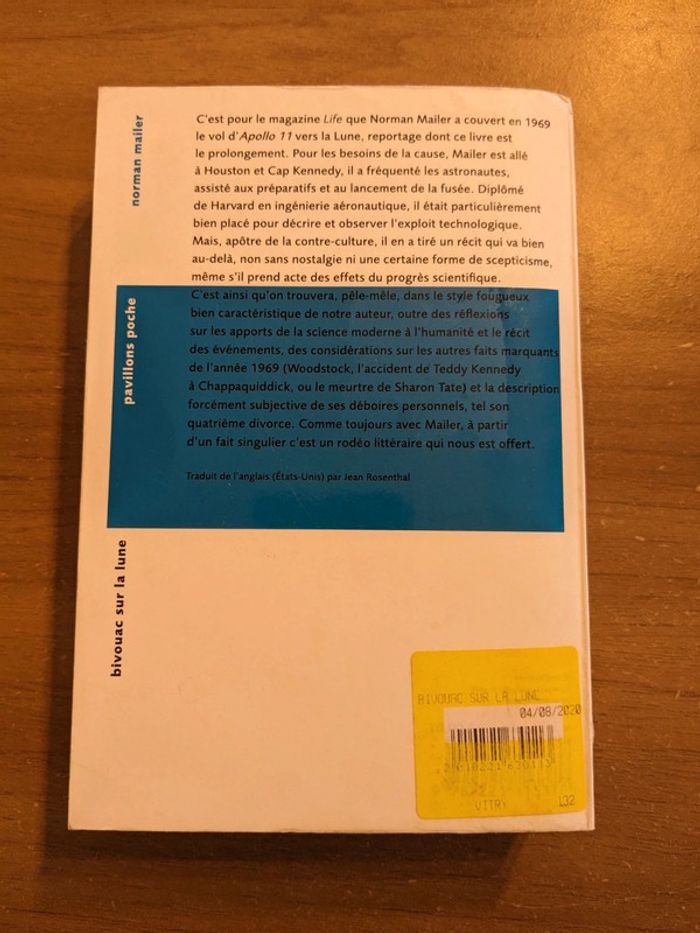 norman mailer
C'est pour le magazine Life que Norman Mailer a couvert en 1969
le vol d'Apollo 11 vers la Lune, reportage dont ce livre est
le prolongement. Pour les besoins de la cause, Mailer est allé
à Houston et Cap Kennedy, il a fréquenté les astronautes,
assisté aux préparatifs et au lancement de la fusée. Diplômé
de Harvard en ingénierie aéronautique, il était particulièrement
bien placé pour décrire et observer l'exploit technologique.
Mais, apôtre de la contre-culture, il en a tiré un récit qui va bien
au-delà, non sans nostalgie ni une certaine forme de scepticisme,
même s'il prend acte des effets du progrès scientifique.
pavillons poche
C'est ainsi qu'on trouvera, pêle-mêle, dans le style fougueux
bien caractéristique de notre auteur, outre des réflexions
sur les apports de la science moderne à l'humanité et le récit
des événements, des considérations sur les autres faits marquants
de l'année 1969 (Woodstock, l'accident de Teddy Kennedy
à Chappaquiddick, ou le meurtre de Sharon Tate) et la description
forcément subjective de ses déboires personnels, tel son
quatrième divorce. Comme toujours avec Mailer, à partir
d'un fait singulier c'est un rodéo littéraire qui nous est offert.
Traduit de l'anglais (États-Unis) par Jean Rosenthal
bivouac sur la lune
BIVOUAC SUR LA LUNE
04/08/2020
VITRY 132